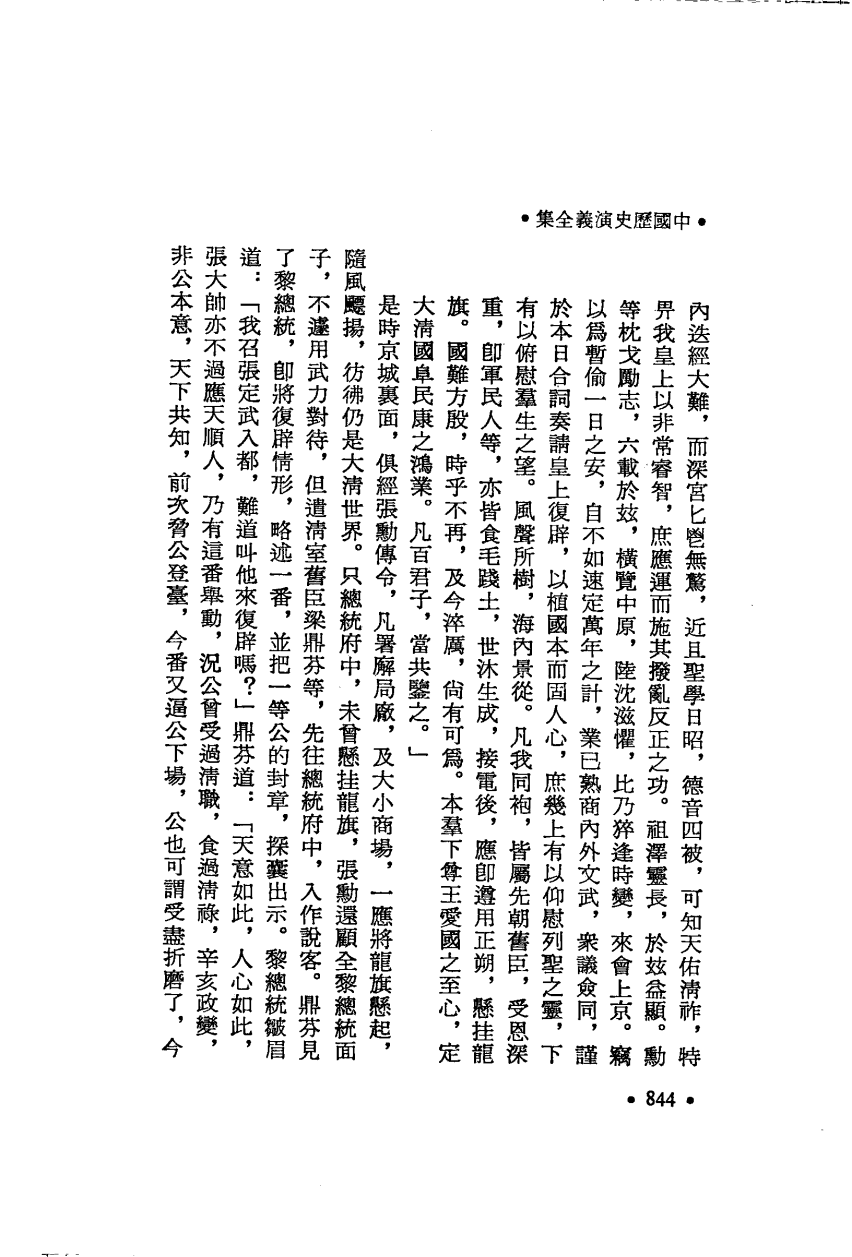 •中國歷史演義全集•
內迭經大難，而深宮匕鬯無驚，近且聖學日昭，德音四被，可知天佑清祚，特
畀我皇上以非常睿智，庶應運而施其撥亂反正之功。祖澤靈長，於玆益顯。勳
等枕戈勵志，六載於玆，橫覽中原，陸沈滋懼，比乃猝逢時變，來會上京。竊
以爲暫偷一日之安，自不如速定萬年之計，業已熟商內外文武，衆議僉同，謹
於本日合詞奏請皇上復辟，以植國本而固人心，庶幾上有以仰慰列聖之靈，下
有以俯慰羣生之望。風聲所樹，海內景從。凡我同袍，皆屬先朝舊臣，受恩深
重，卽軍民人等，亦皆食毛踐土，世沐生成，接電後，應卽遵用正朔，懸挂龍
旗。國難方殷，時乎不再，及今淬厲，尙有可爲。本羣下尊王愛國之至心，定
大清國阜民康之鴻業。凡百君子，當共鑒之。」
是時京城裏面，俱經張勳傳令，凡署廨局廠，及大小商場，一應將龍旗懸起，
隨風飃揚，彷彿仍是大淸世界。只總統府中，未曾懸挂龍旗，張勳還顧全黎總統面
子，不遽用武力對待，但遣淸室舊臣梁鼎芬等，先往總統府中，入作說客。鼎芬見
了黎總統，卽將復辟情形，略述一番，並把一等公的封章，探囊出示。黎總統皺眉
道：「我召張定武入都，難道叫他來復辟嗎？」鼎芬道：「天意如此，人心如此，
張大帥亦不過應天順人，乃有這番舉動，況公曾受過淸職，食過淸祿，辛亥政變，
非公本意，天下共知，前次脅公登臺，今番又逼公下場，公也可謂受盡折磨了，今
•844•